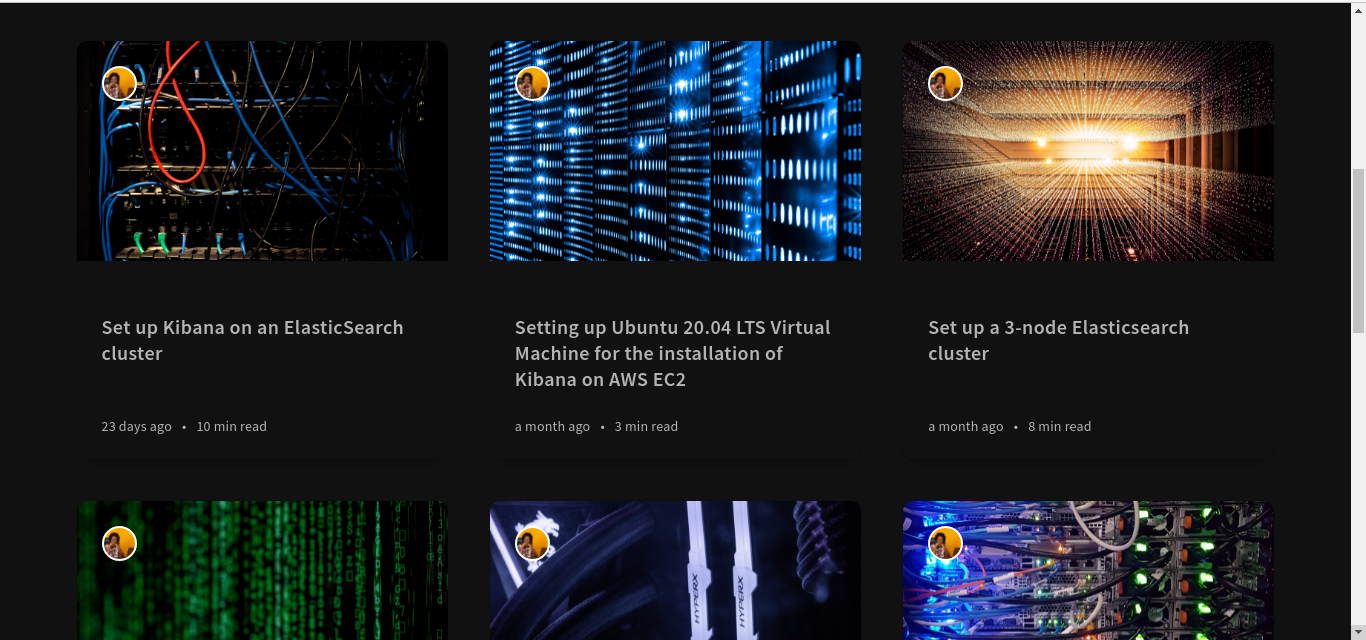 Set up Kibana on an ElasticSearch
cluster
23 days ago • 10 min read
Setting up Ubuntu 20.04 LTS Virtual
Machine for the installation of
Kibana on AWS EC2
a month ago • 3 min read
Set up a 3-node Elasticsearch
cluster
a month ago • 8 min read
HYPERX
HYPERX